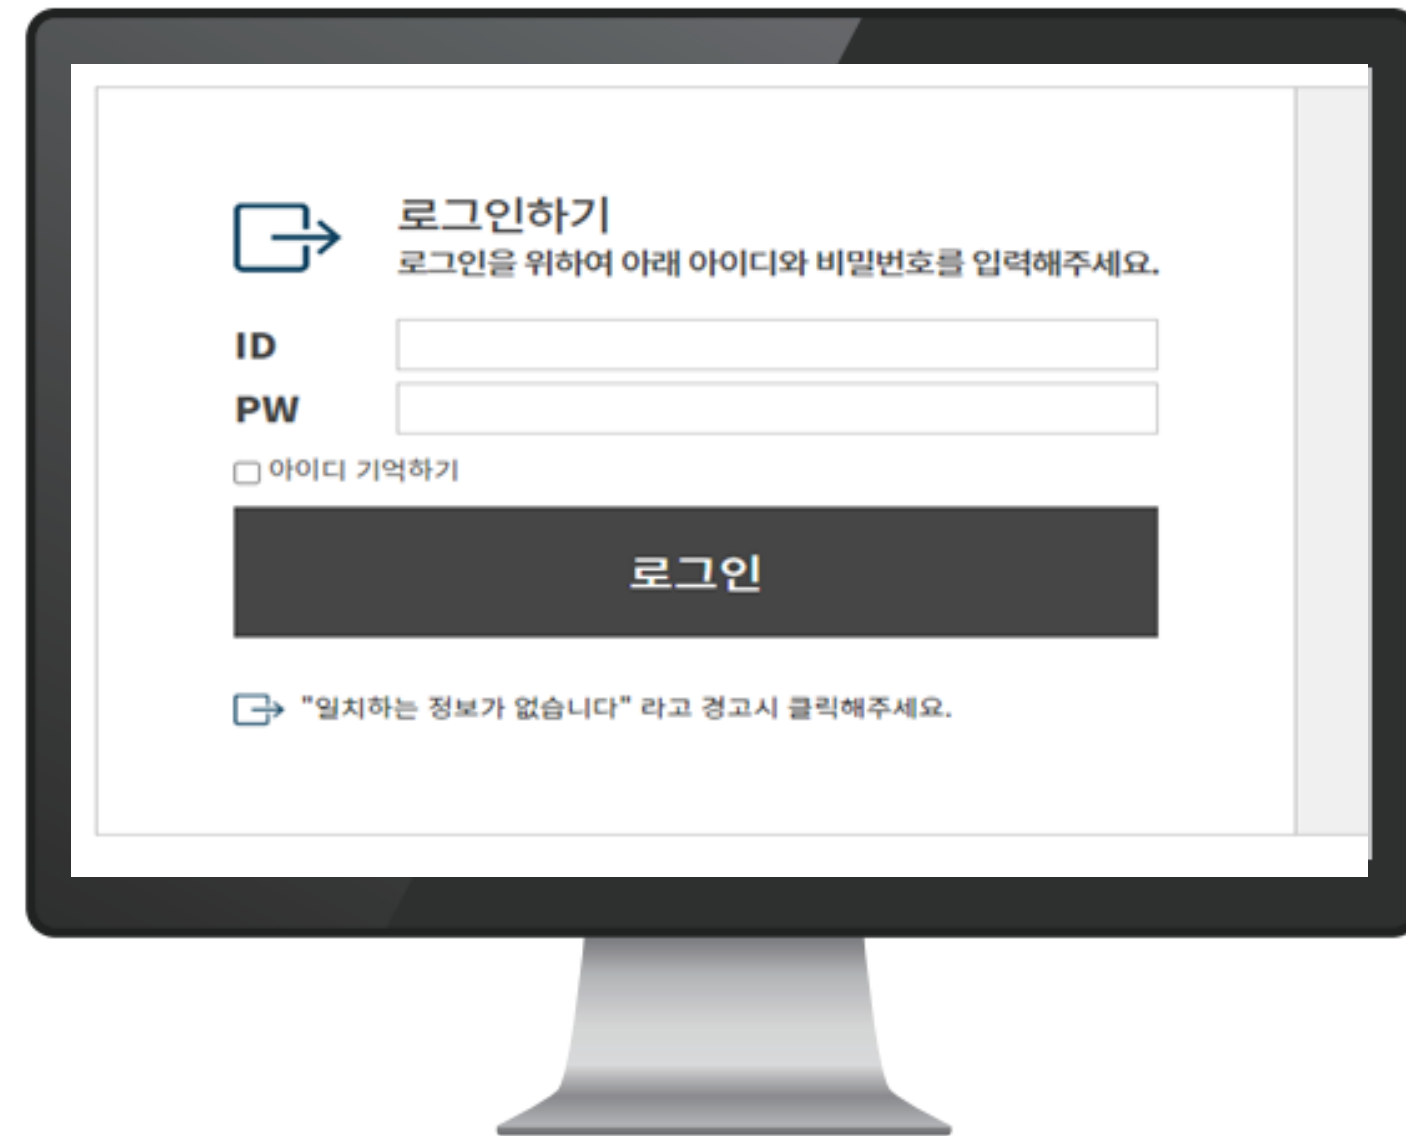 로그인하기
로그인을 위하여 아래 아이디와 비밀번호를 입력해주세요.
ID
PW
아이디 기억하기
로그인
"일치하는 정보가 없습니다" 라고 경고시 클릭해주세요.